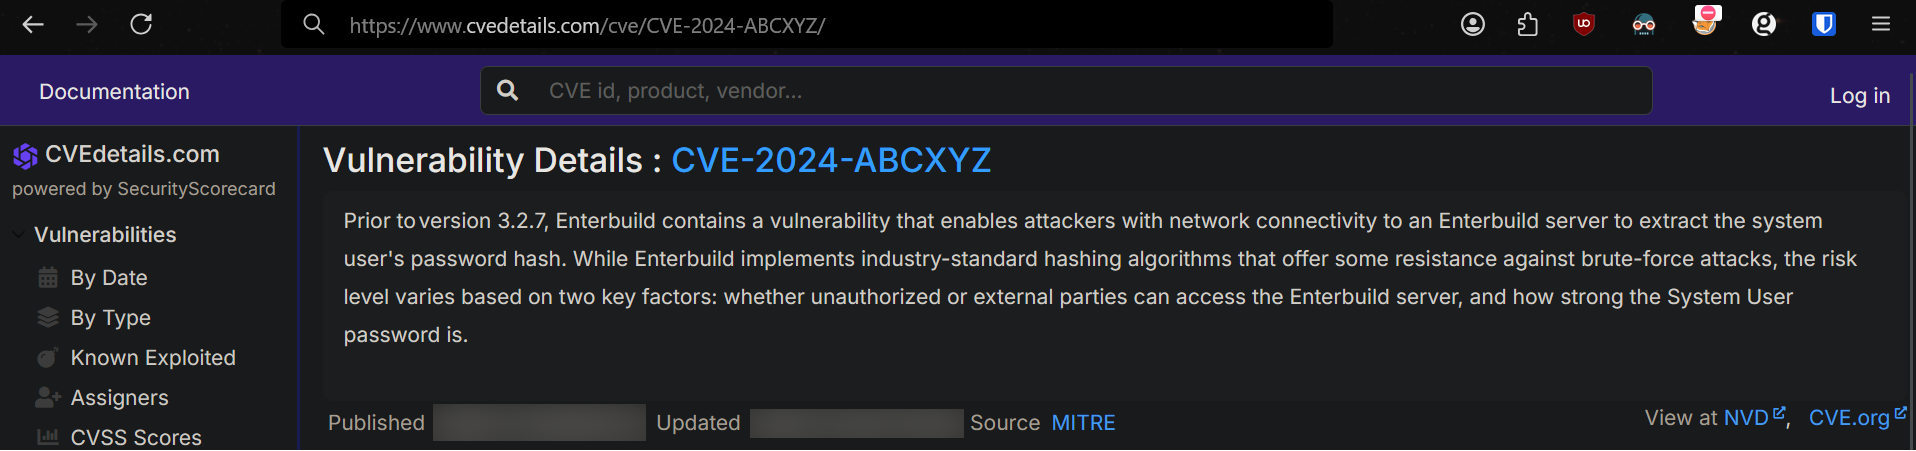 https://www.cvedetails.com/cve/CVE-2024-ABCXYZ/
Documentation
CVE id, product, vendor...
Log in
CVEdetails.com
powered by SecurityScorecard
Vulnerabilities
By Date
By Type
Known Exploited
Assigners
CVSS Scores
Vulnerability Details : CVE-2024-ABCXYZ
Prior to version 3.2.7, Enterbuild contains a vulnerability that enables attackers with network connectivity to an Enterbuild server to extract the system
user's password hash. While Enterbuild implements industry-standard hashing algorithms that offer some resistance against brute-force attacks, the risk
level varies based on two key factors: whether unauthorized or external parties can access the Enterbuild server, and how strong the System User
password is.
Published Updated Source MITRE
View at NVD, CVE.org